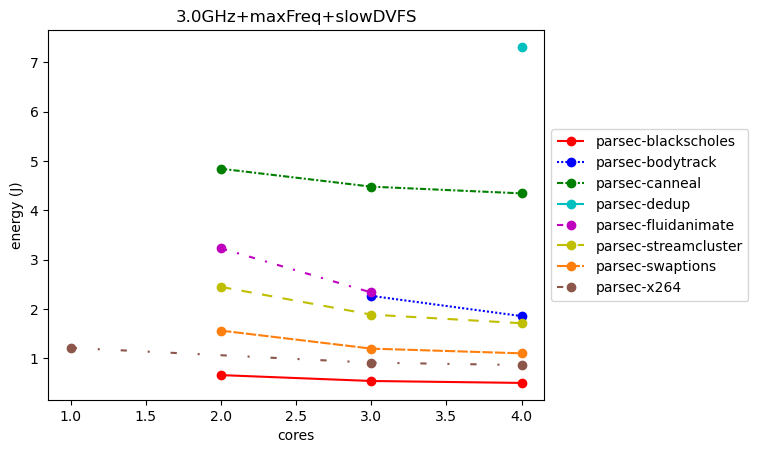 3.0GHz+maxFreq+slowDVFS
energy (J)
7
6
5
4
3
2
1
1.0 1.5 2.0 2.5 3.0 3.5 4.0
cores
parsec-blackscholes
parsec-bodytrack
parsec-canneal
parsec-dedup
parsec-fluidanimate
parsec-streamcluster
parsec-swaptions
parsec-x264